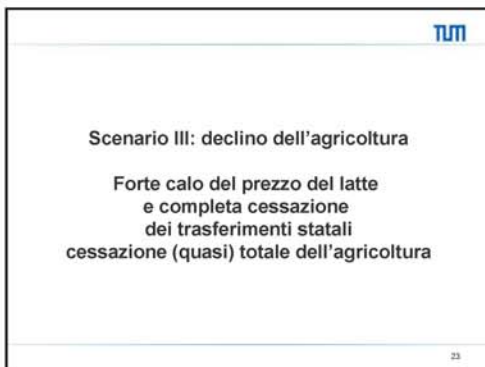 TUM
Scenario III: declino dell'agricoltura
Forte calo del prezzo del latte
e completa cessazione
dei trasferimenti statali
cessazione (quasi) totale dell'agricoltura
23